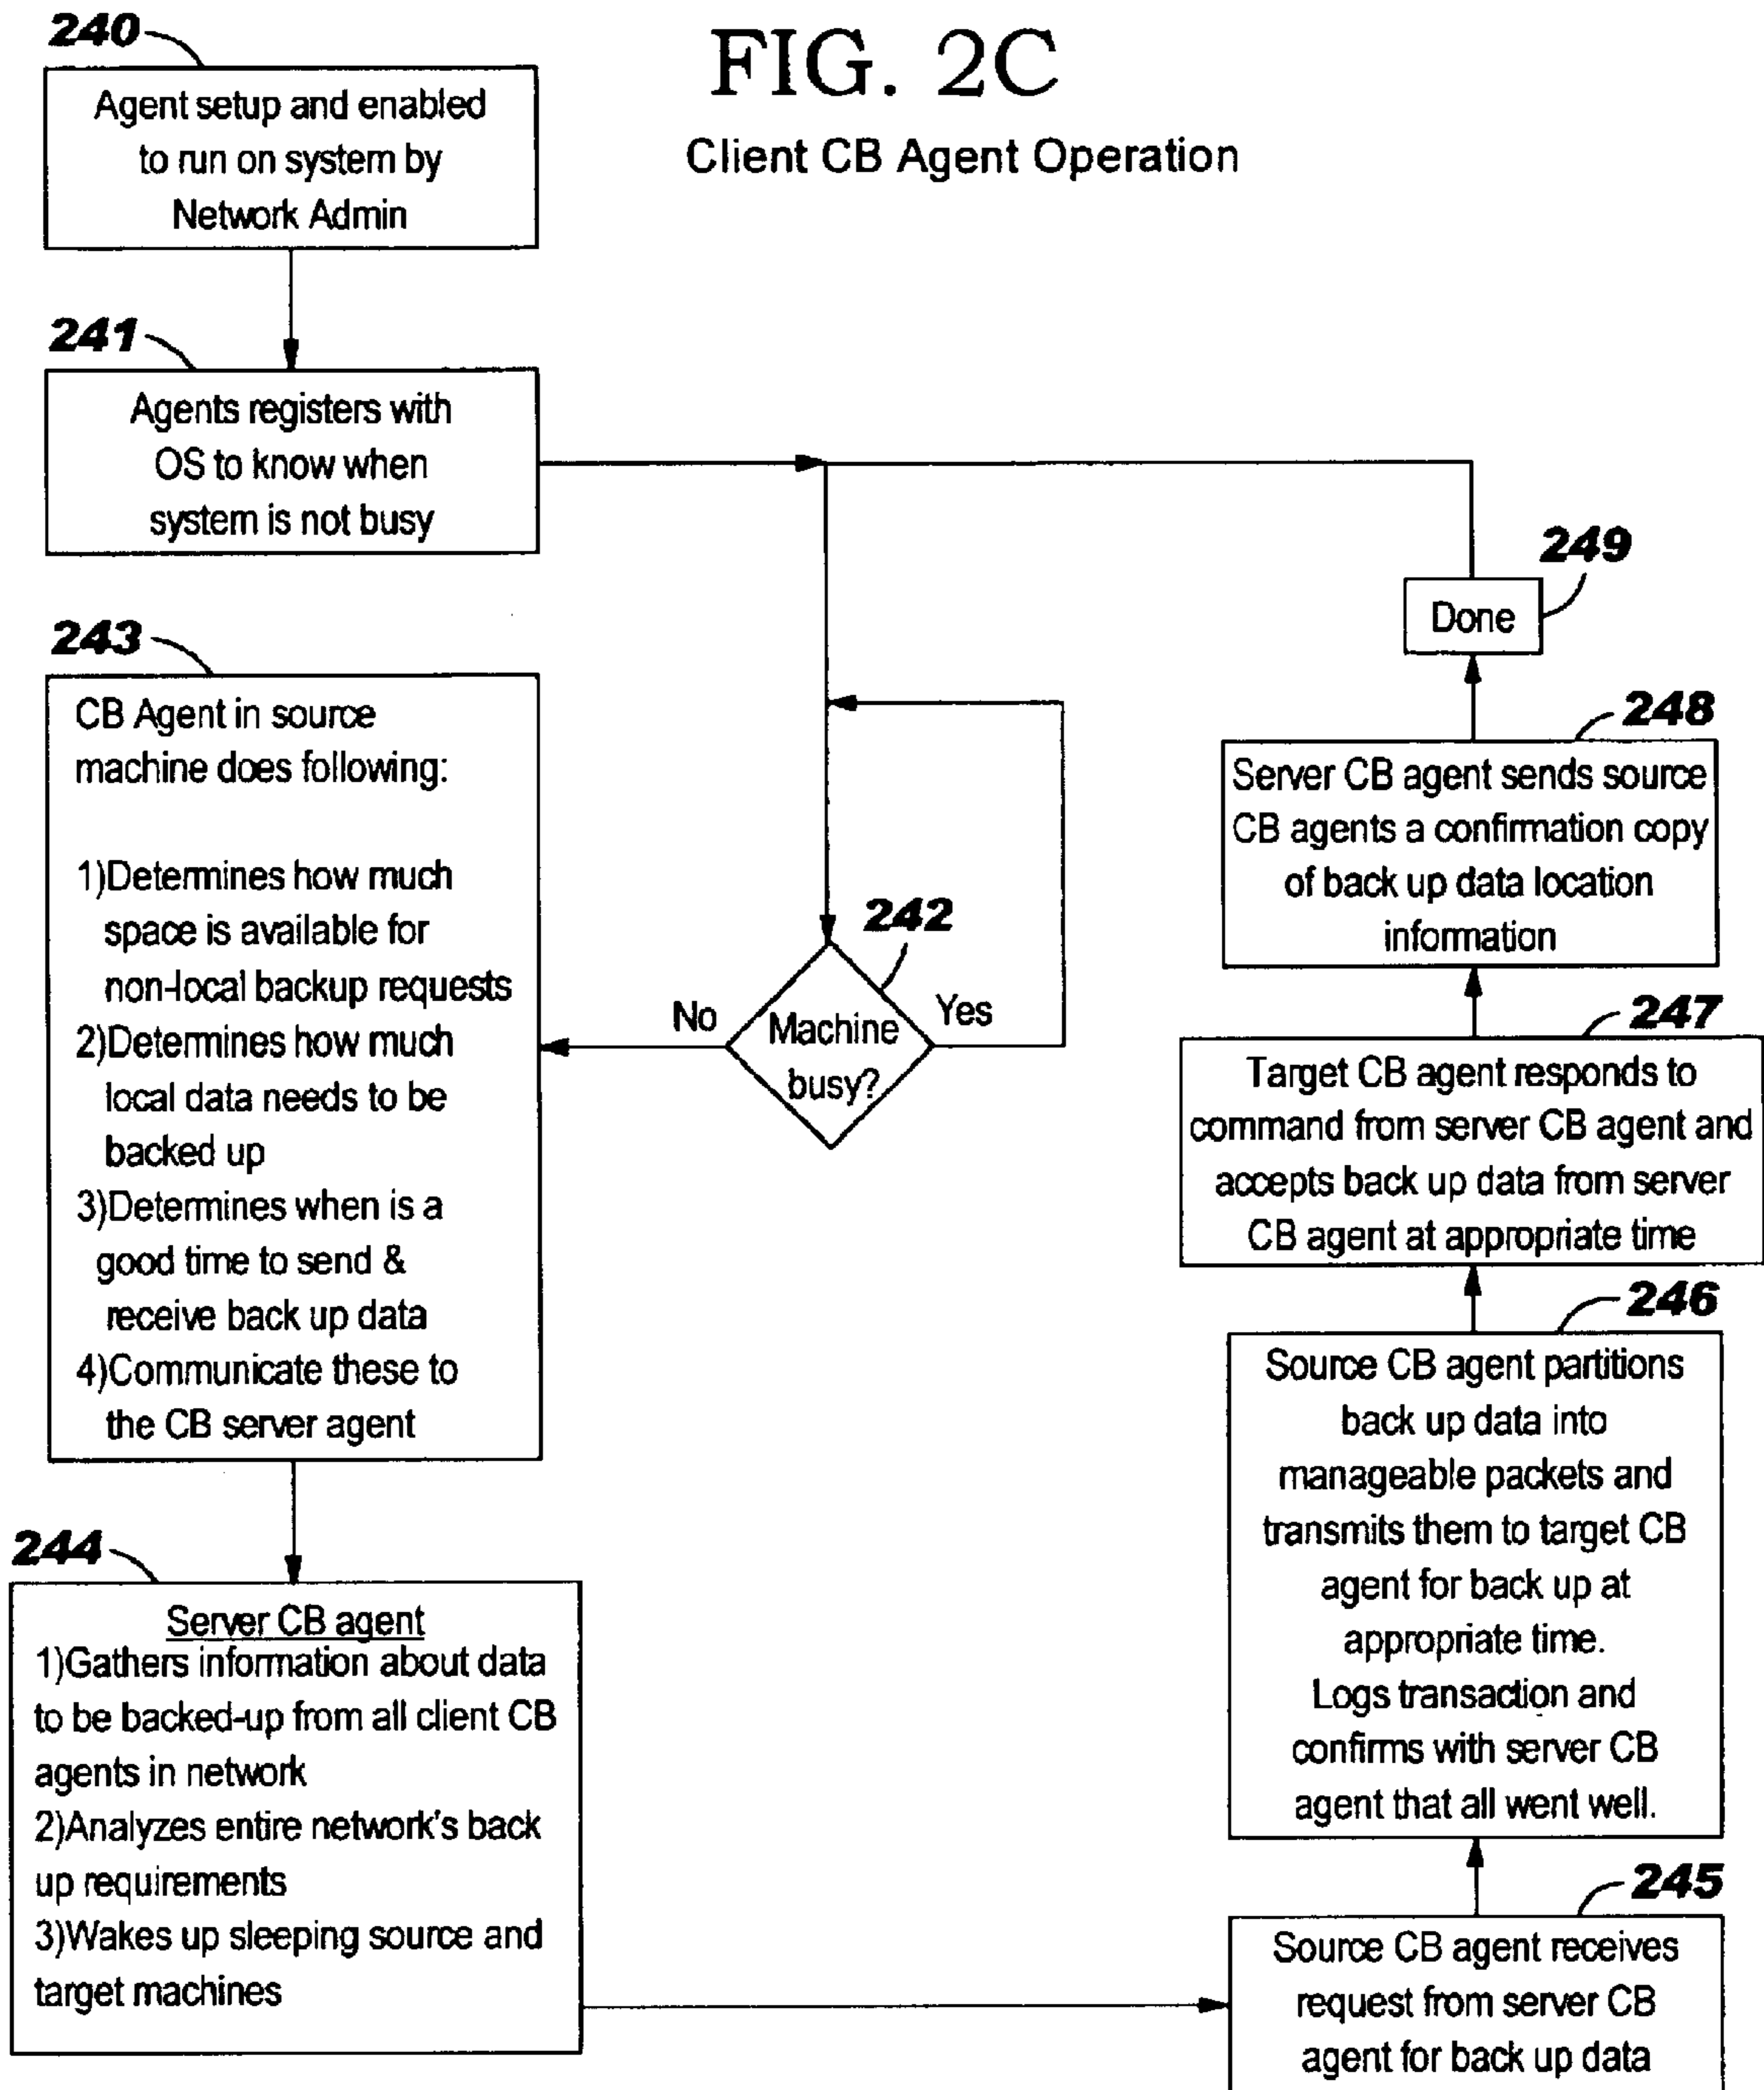 FIG. 2C
Client CB Agent Operation
240
Agent setup and enabled
to run on system by
Network Admin
241
Agents registers with
OS to know when
system is not busy
242
Machine
busy?
No
Yes
243
CB Agent in source
machine does following:
1)Determines how much
space is available for
non-local backup requests
2)Determines how much
local data needs to be
backed up
3)Determines when is a
good time to send &
receive back up data
4)Communicate these to
the CB server agent
244
Server CB agent
1)Gathers information about data
to be backed-up from all client CB
agents in network
2)Analyzes entire network's back
up requirements
3)Wakes up sleeping source and
target machines
245
Source CB agent receives
request from server CB
agent for back up data
246
Source CB agent partitions
back up data into
manageable packets and
transmits them to target CB
agent for back up at
appropriate time.
Logs transaction and
confirms with server CB
agent that all went well.
247
Target CB agent responds to
command from server CB agent and
accepts back up data from server
CB agent at appropriate time
248
Server CB agent sends source
CB agents a confirmation copy
of back up data location
information
249
Done